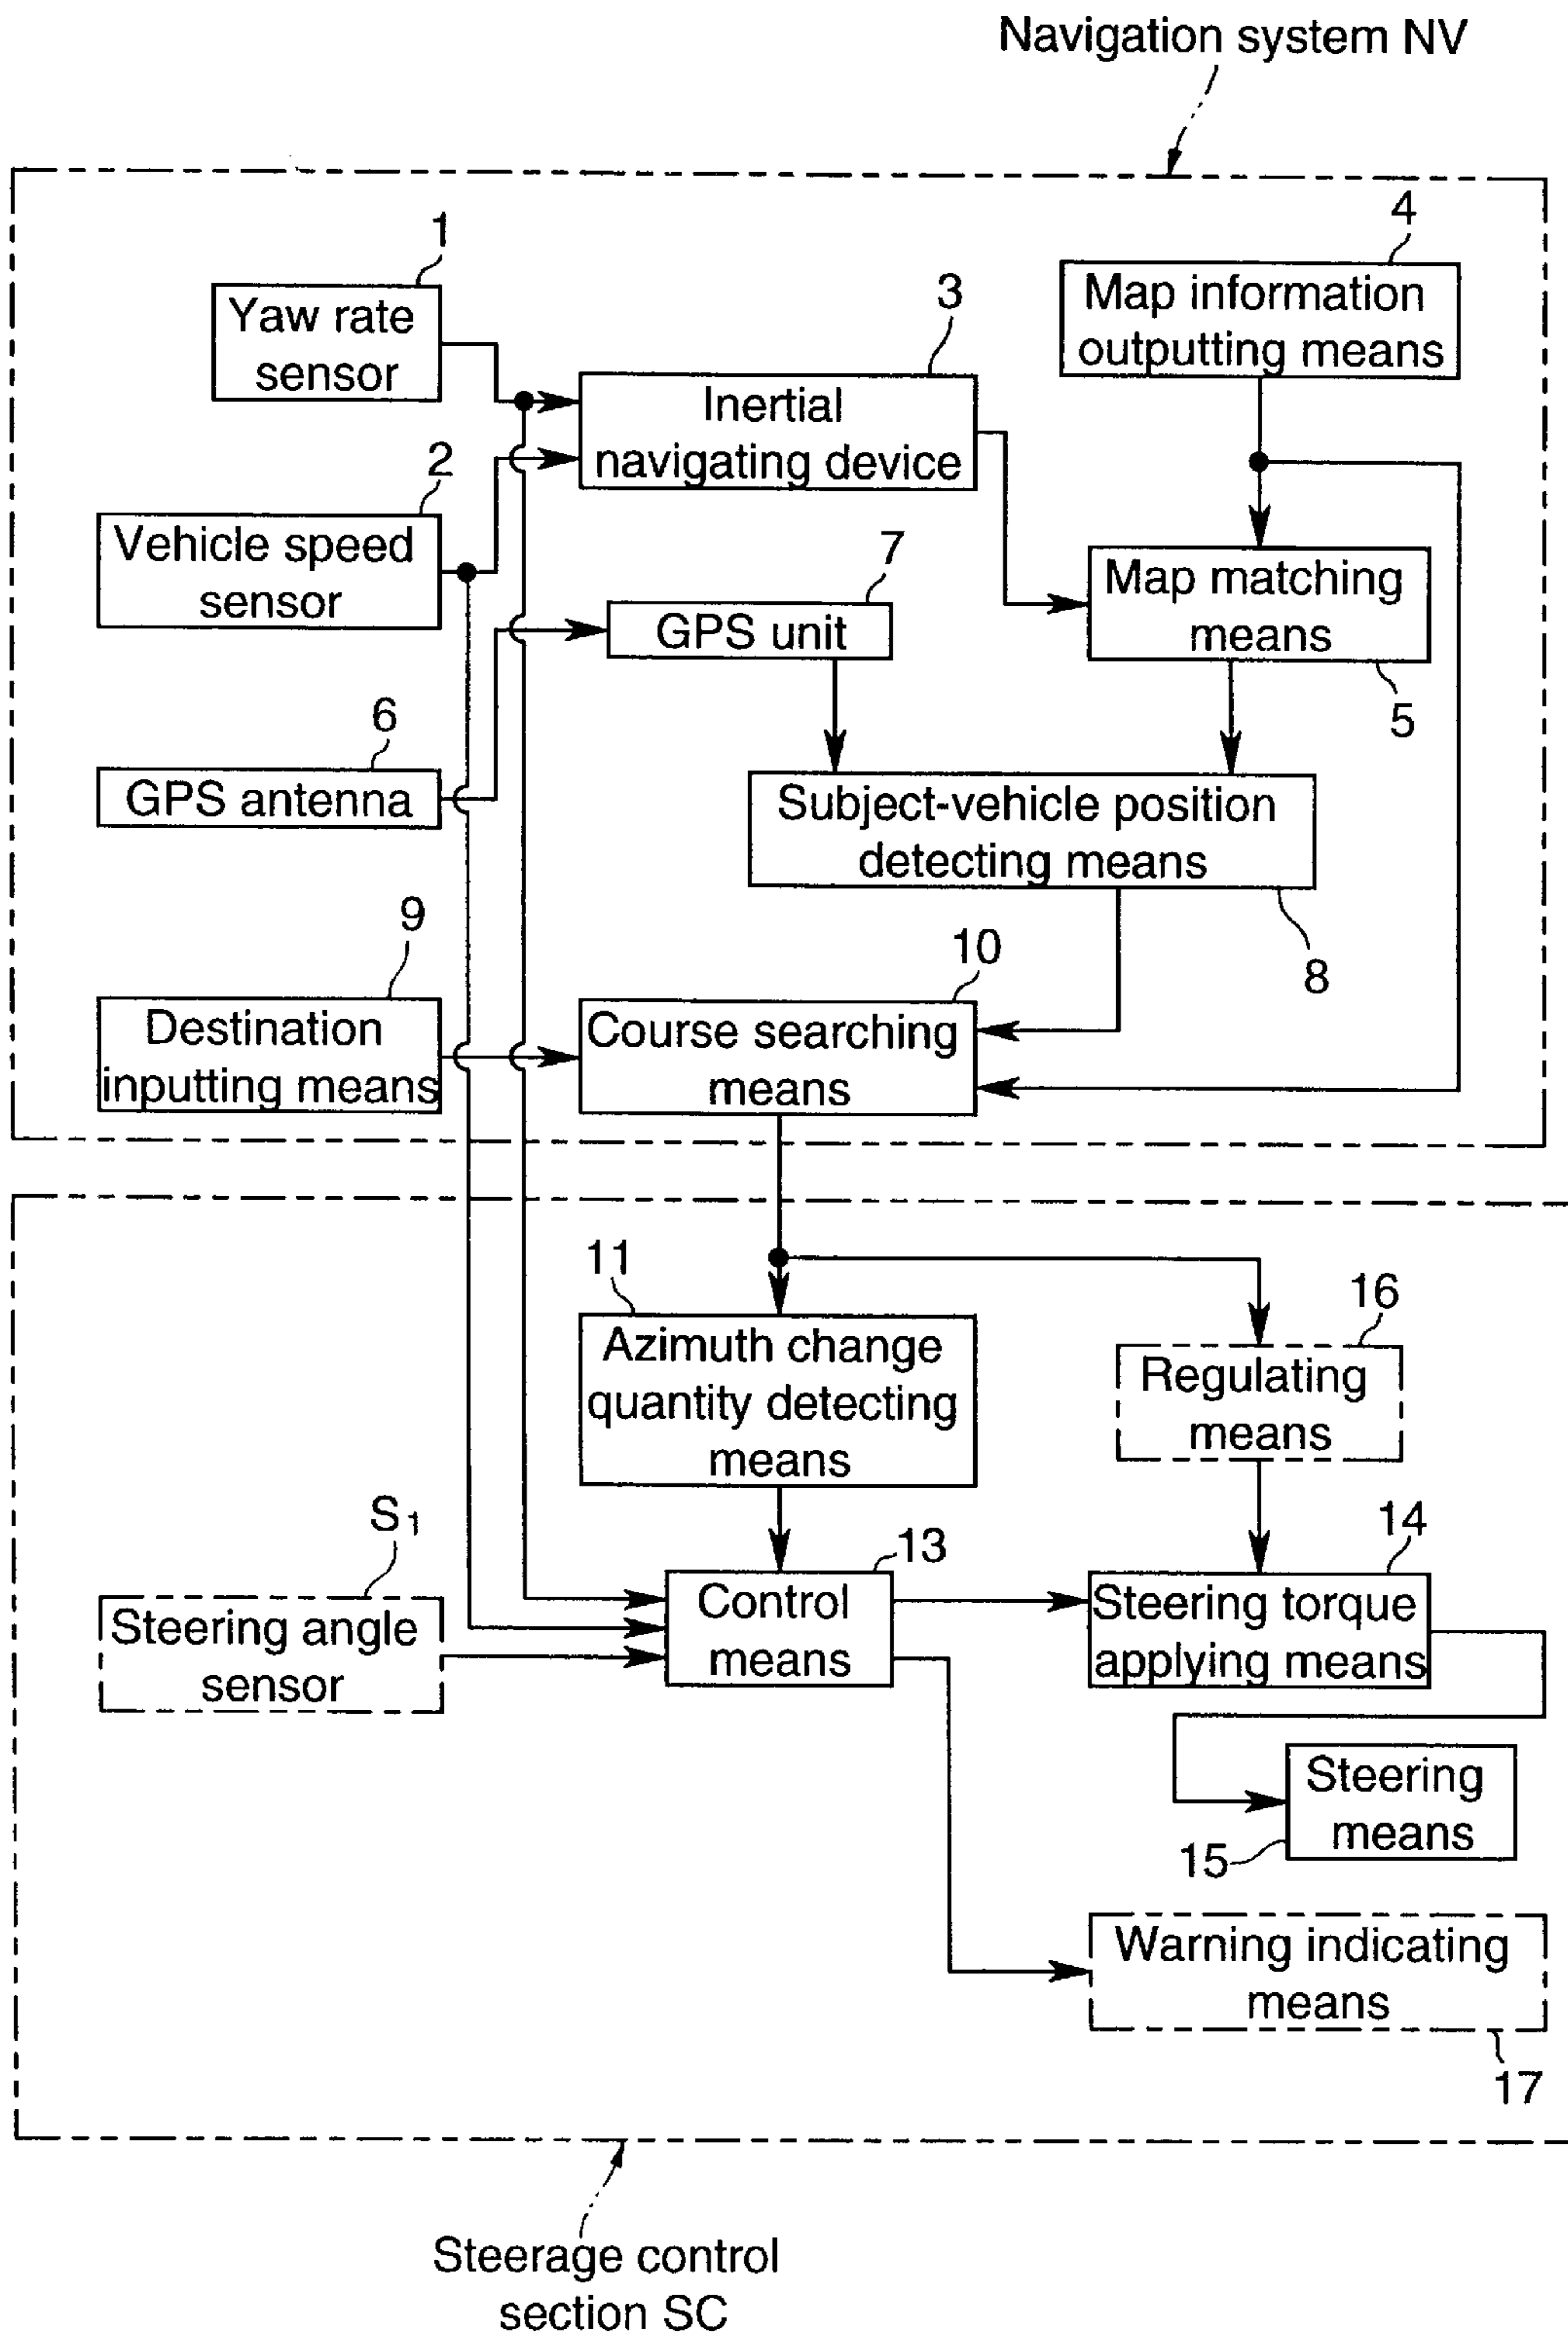 Navigation system NV
1
Yaw rate
sensor
4
Map information
outputting means
3
Inertial
navigating device
2
Vehicle speed
sensor
7
GPS unit
Map matching
means
5
6
GPS antenna
Subject-vehicle position
detecting means
8
9
Destination
inputting means
10
Course searching
means
11
Azimuth change
quantity detecting
means
16
Regulating
means
S1
Steering angle
sensor
13
Control
means
14
Steering torque
applying means
Steering
means
15
Warning indicating
means
17
Steerage control
section SC